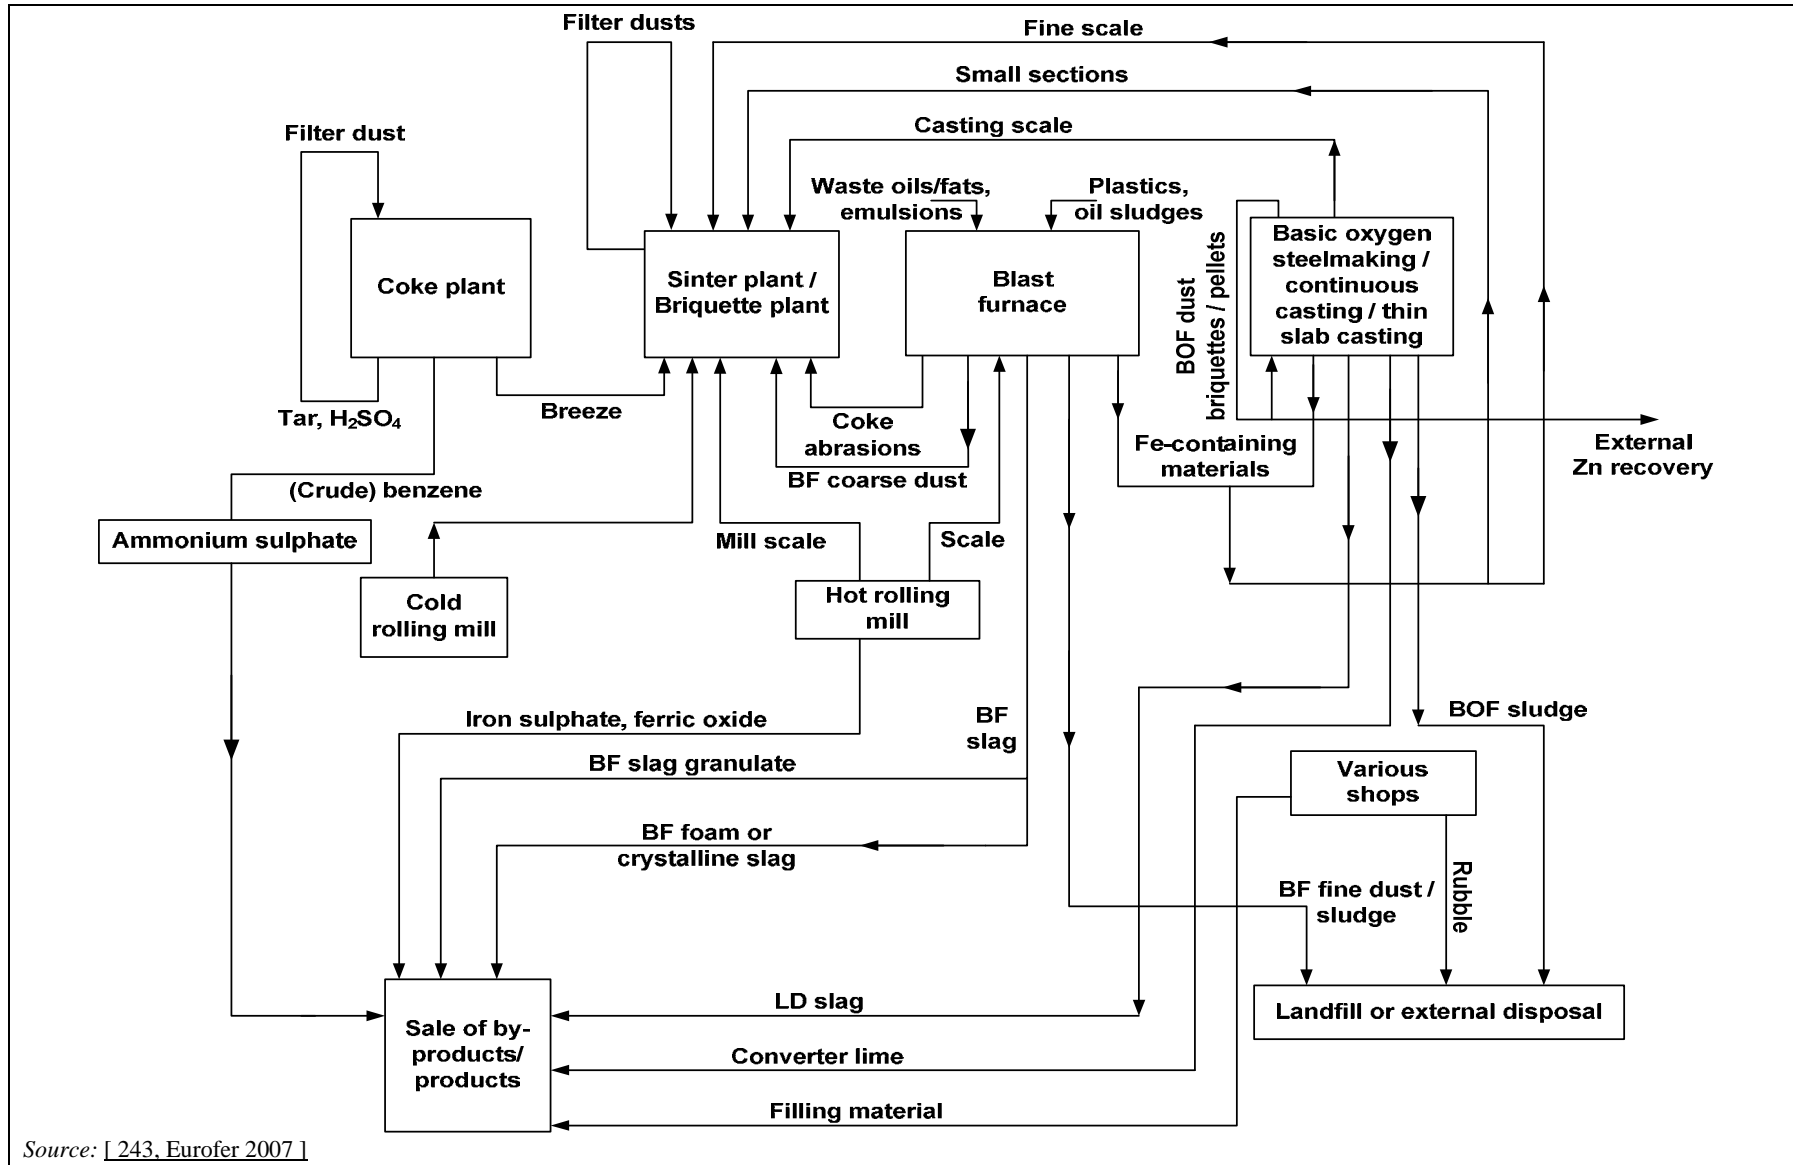 Filter dusts
Fine scale
Small sections
Filter dust
Casting scale
Waste oils/fats,
emulsions
Plastics,
oil sludges
BOF dust
briquettes / pellets
Coke plant
Sinter plant /
Briquette plant
Blast
furnace
Basic oxygen
steelmaking /
continuous
casting / thin
slab casting
Tar, H₂SO₄
Breeze
Coke
abrasions
BF coarse dust
Fe-containing
materials
External
Zn recovery
(Crude) benzene
Ammonium sulphate
Mill scale
Scale
Cold
rolling mill
Hot rolling
mill
Iron sulphate, ferric oxide
BF
slag
BOF sludge
BF slag granulate
Various
shops
BF foam or
crystalline slag
BF fine dust /
sludge
Rubble
LD slag
Landfill or external disposal
Sale of by-
products/
products
Converter lime
Filling material
Source: [ 243, Eurofer 2007 ]